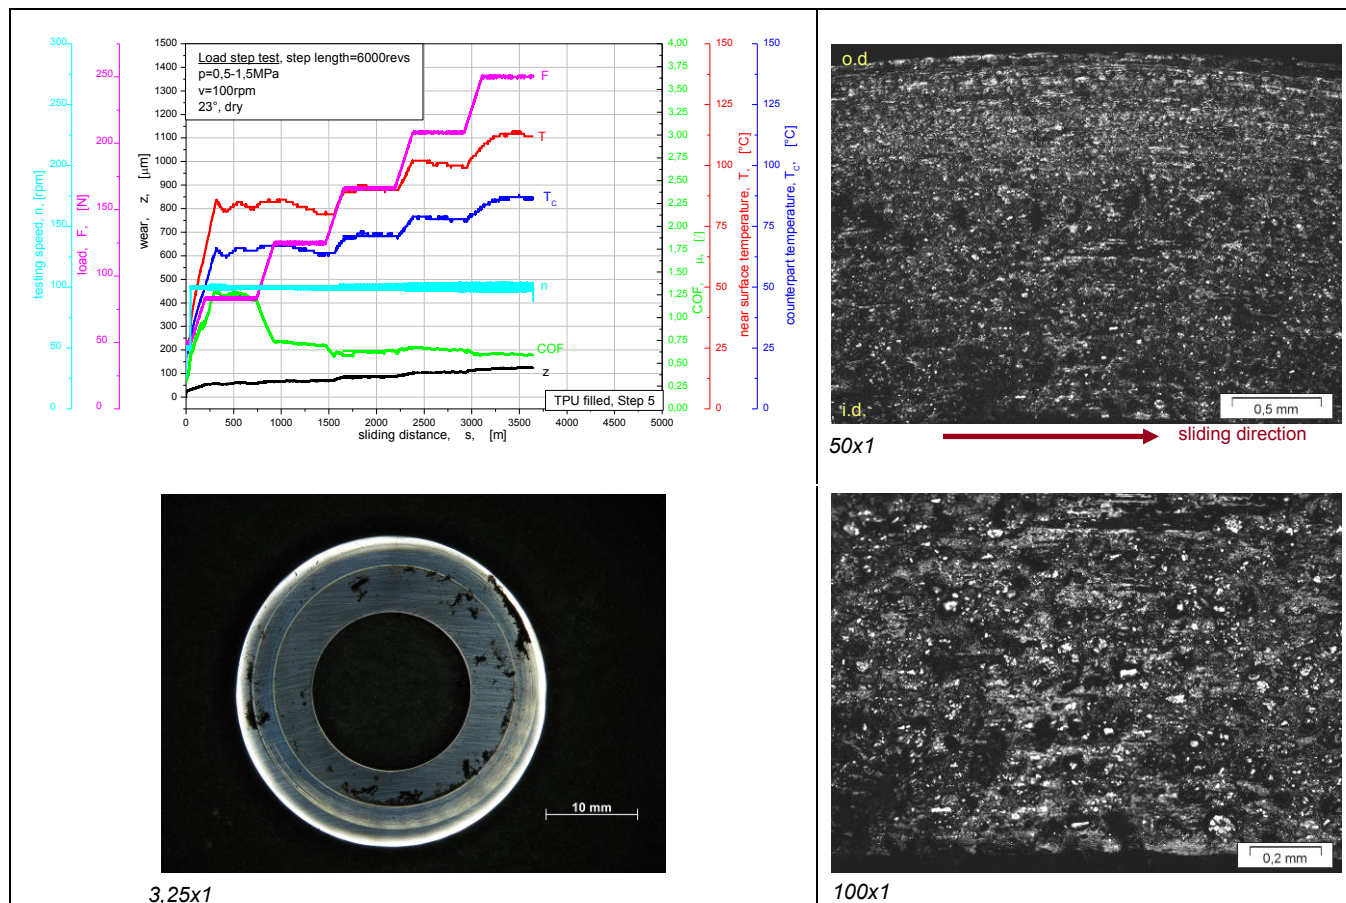 Load step test, step length=6000revs
p=0,5-1,5MPa
v=100rpm
23°, dry
testing speed, n, [rpm]
300
250
200
150
100
50
0
load, F, [N]
250
200
150
100
50
0
wear, z, [µm]
1500
1400
1300
1200
1100
1000
900
800
700
600
500
400
300
200
100
0
F
T
Tc
n
COF
z
TPU filled, Step 5
0 500 1000 1500 2000 2500 3000 3500 4000 4500 5000
sliding distance, s, [m]
4,00
3,75
3,50
3,25
3,00
2,75
2,50
2,25
2,00
1,75
1,50
1,25
1,00
0,75
0,50
0,25
0,00
COF, µ, [/]
150
125
100
75
50
25
0
near surface temperature, T, [°C]
150
125
100
75
50
25
0
counterpart temperature, Tc, [°C]
o.d.
i.d.
0,5 mm
50x1
sliding direction
10 mm
3,25x1
0,2 mm
100x1